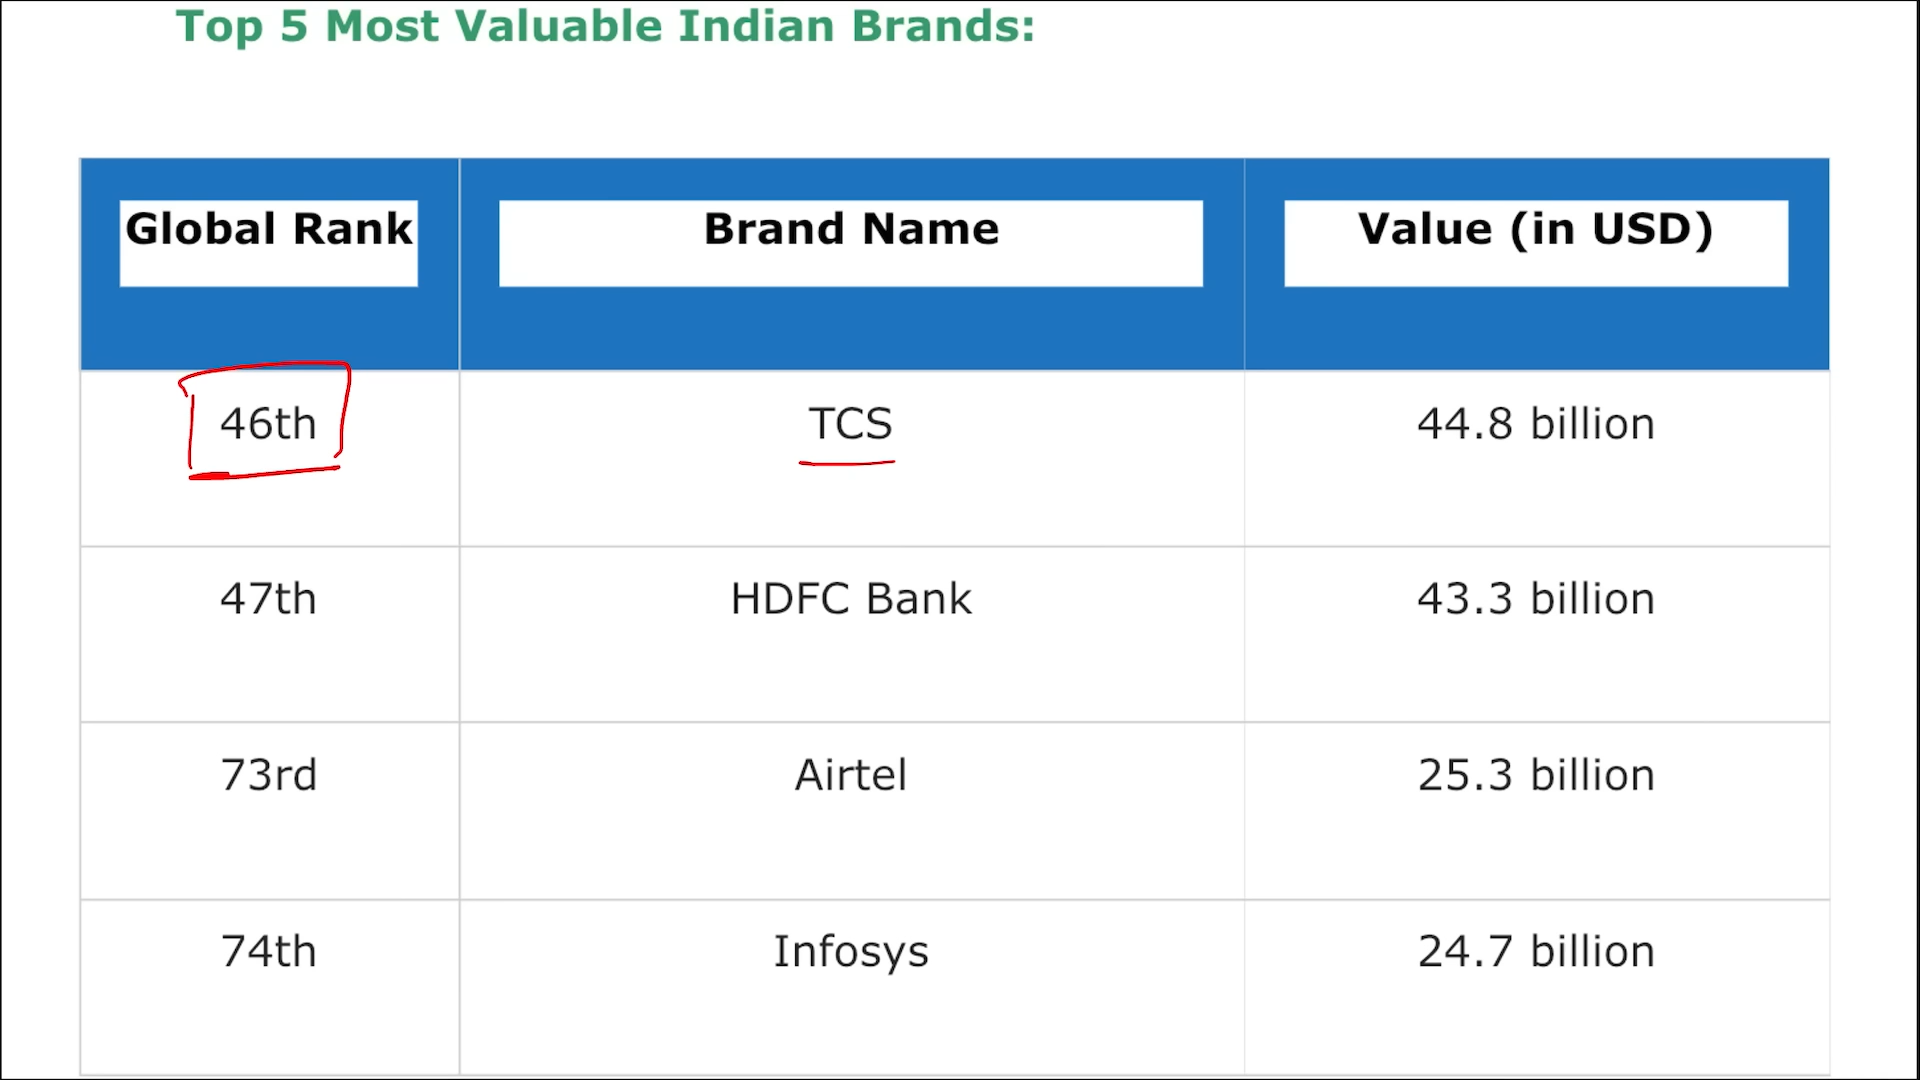 Top 5 Most Valuable Indian Brands:
Global Rank Brand Name Value (in USD)
46th TCS 44.8 billion
47th HDFC Bank 43.3 billion
73rd Airtel 25.3 billion
74th Infosys 24.7 billion